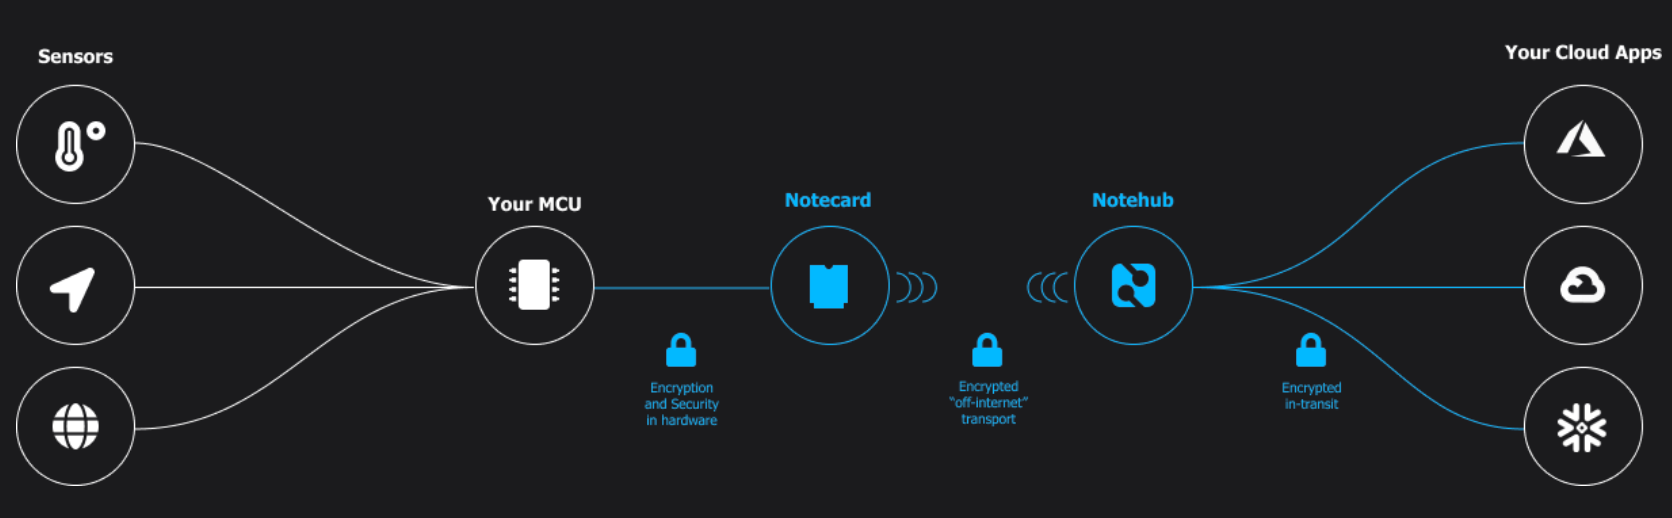 Sensors
Your Cloud Apps
Your MCU
Notecard
Notehub
Encryption
and Security
in hardware
Encrypted
“off-internet”
transport
Encrypted
in-transit